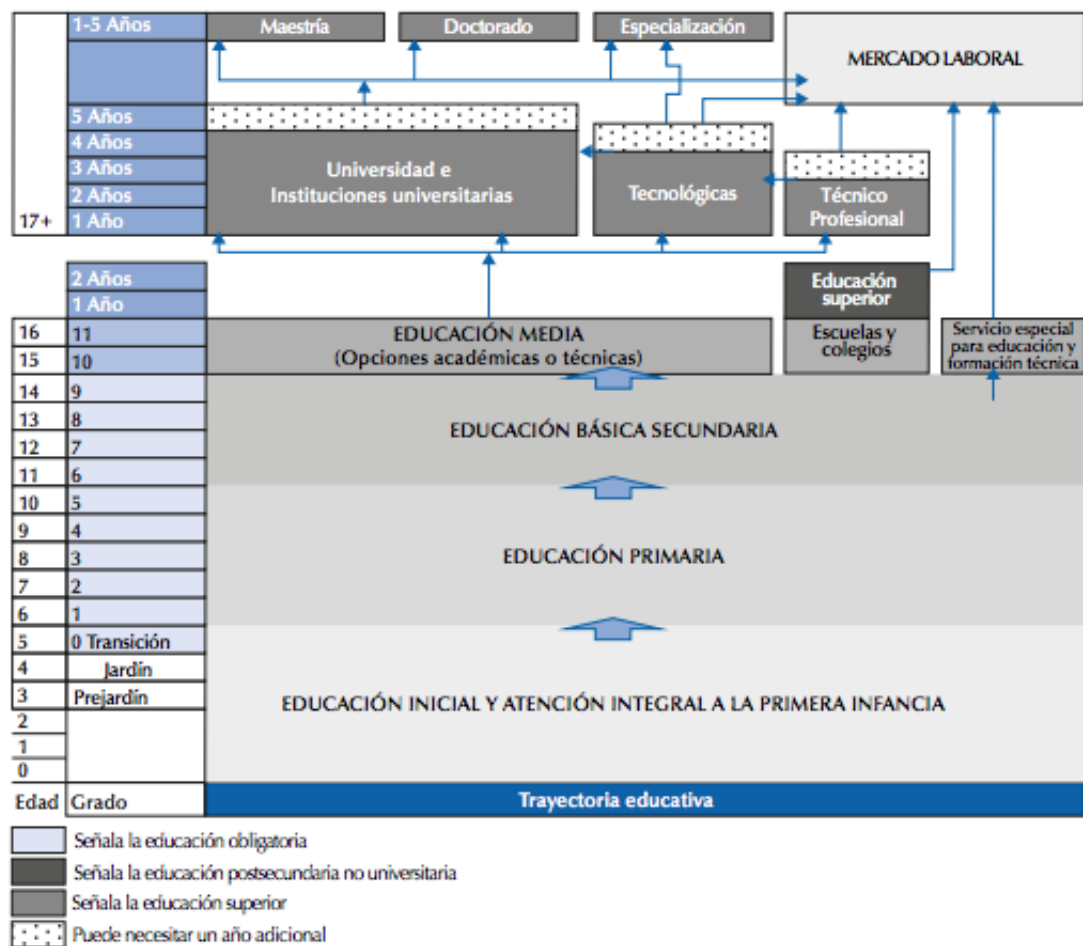 1-5 Años Maestría Doctorado Especialización
MERCADO LABORAL
5 Años
4 Años
3 Años
2 Años
17+ 1 Año
Universidad e
Instituciones universitarias
Tecnológicas
Técnico
Profesional
2 Años
1 Año
Educación
superior
16 11
15 10
EDUCACIÓN MEDIA
(Opciones académicas o técnicas)
Escuelas y
colegios
Servicio especial
para educación y
formación técnica
14 9
13 8
12 7
11 6
EDUCACIÓN BÁSICA SECUNDARIA
10 5
9 4
8 3
7 2
6 1
EDUCACIÓN PRIMARIA
5 0 Transición
4 Jardín
3 Prejardín
2
1
0
EDUCACIÓN INICIAL Y ATENCIÓN INTEGRAL A LA PRIMERA INFANCIA
Edad Grado Trayectoria educativa
Señala la educación obligatoria
Señala la educación postsecundaria no universitaria
Señala la educación superior
Puede necesitar un año adicional